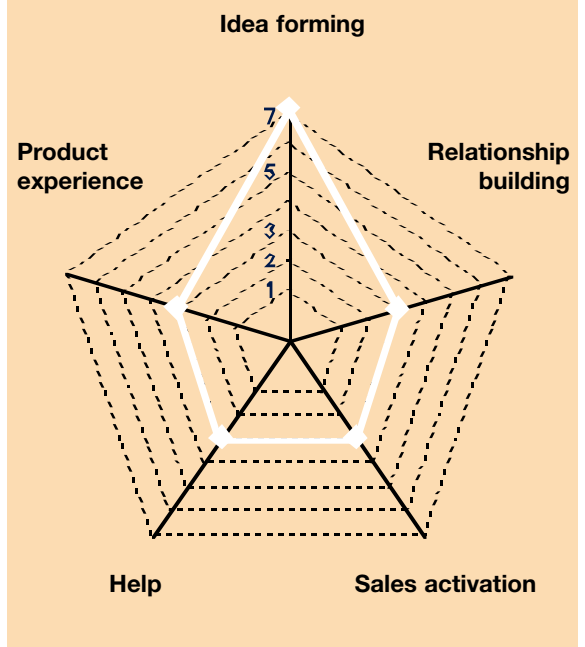 Idea forming
7
Product
experience
Relationship
building
5
3
2
1
Help
Sales activation